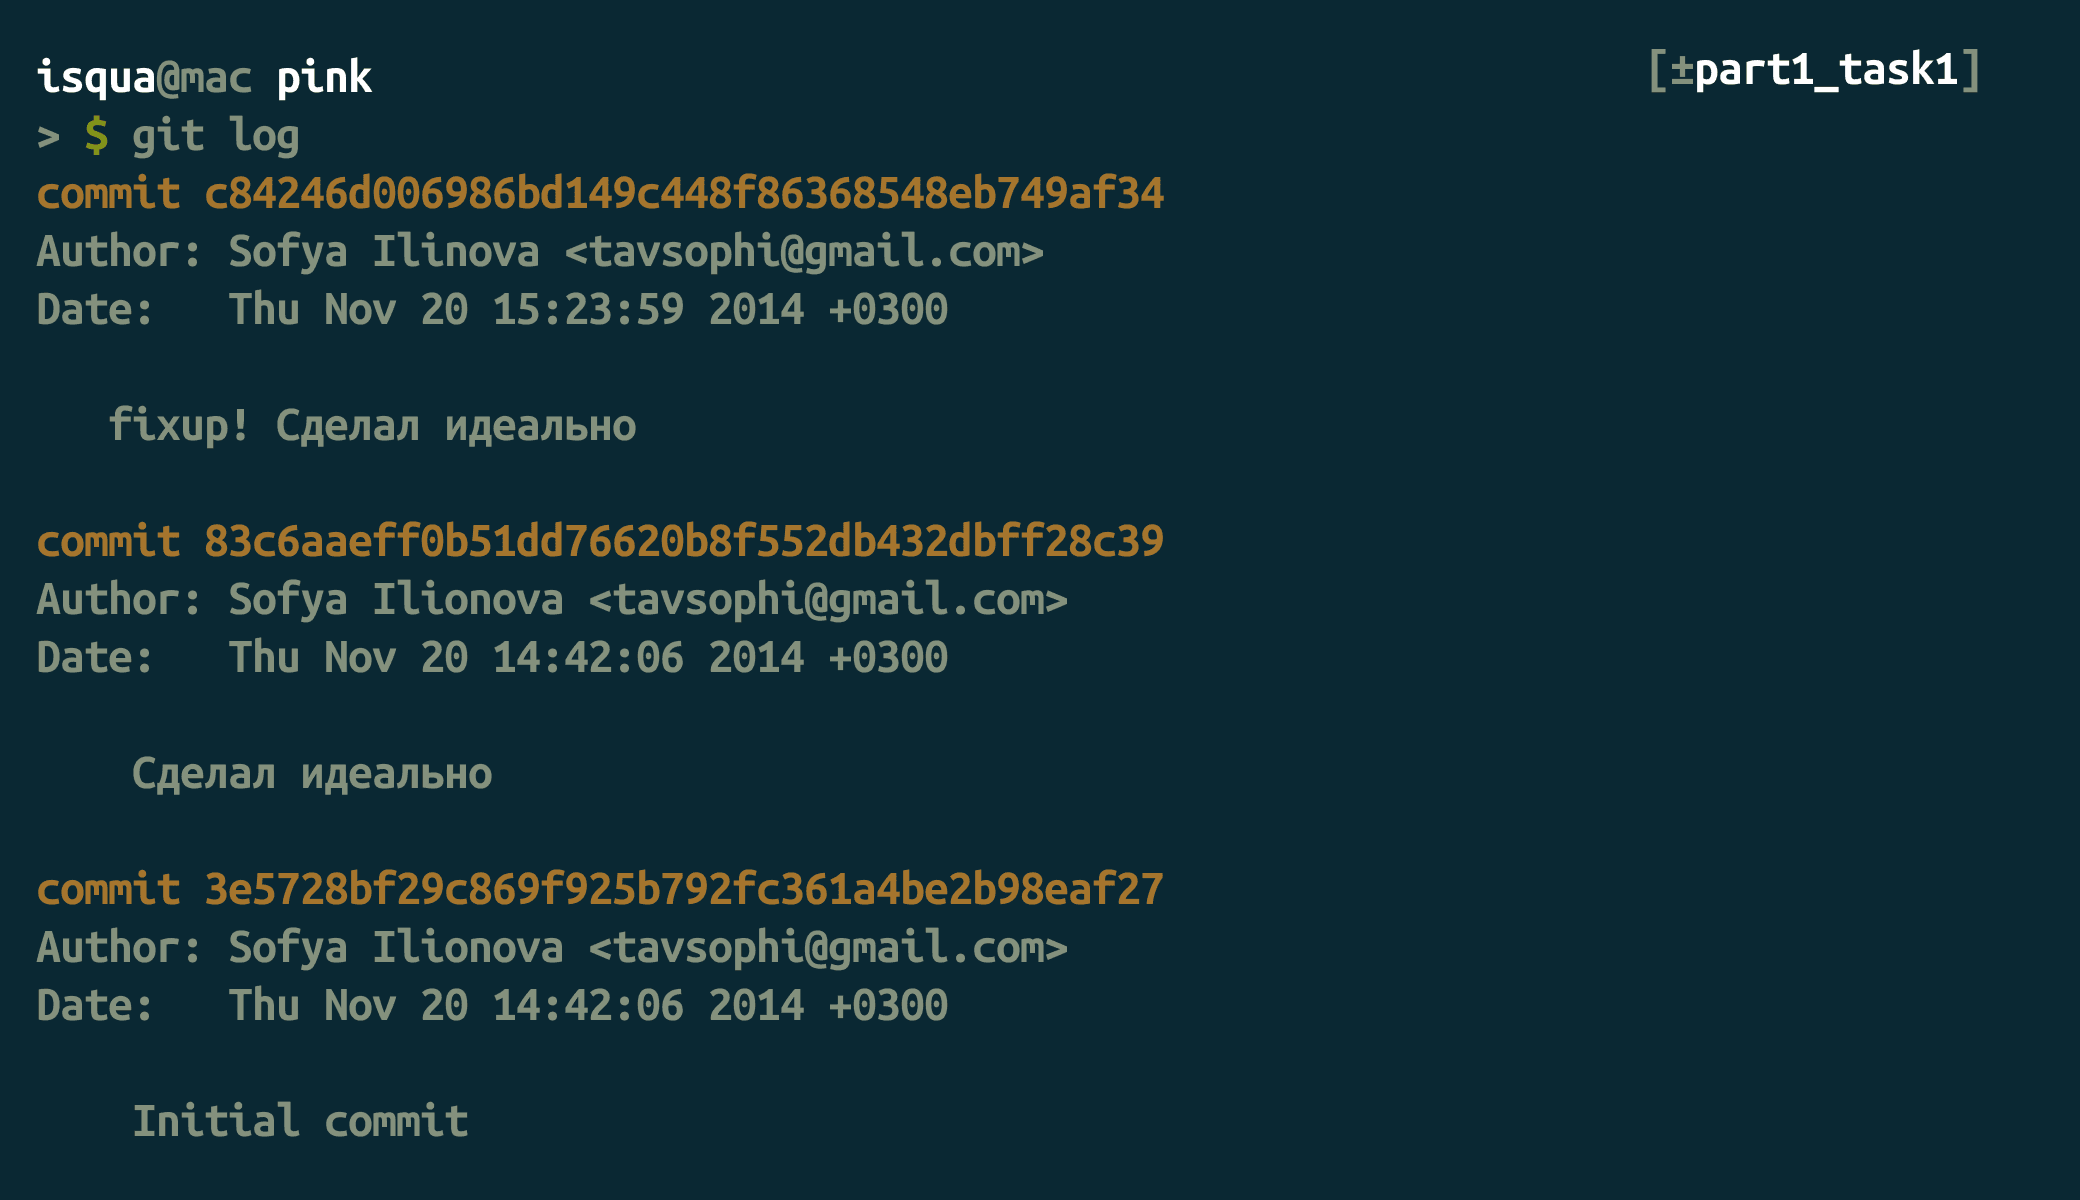 isqua@mac pink [±part1_task1]
> $ git log
commit c84246d006986bd149c448f86368548eb749af34
Author: Sofya Ilinova <tavsophi@gmail.com>
Date:   Thu Nov 20 15:23:59 2014 +0300
fixup! Сделал идеально
commit 83c6aaeff0b51dd76620b8f552db432dbff28c39
Author: Sofya Ilionova <tavsophi@gmail.com>
Date:   Thu Nov 20 14:42:06 2014 +0300
Сделал идеально
commit 3e5728bf29c869f925b792fc361a4be2b98eaf27
Author: Sofya Ilionova <tavsophi@gmail.com>
Date:   Thu Nov 20 14:42:06 2014 +0300
Initial commit